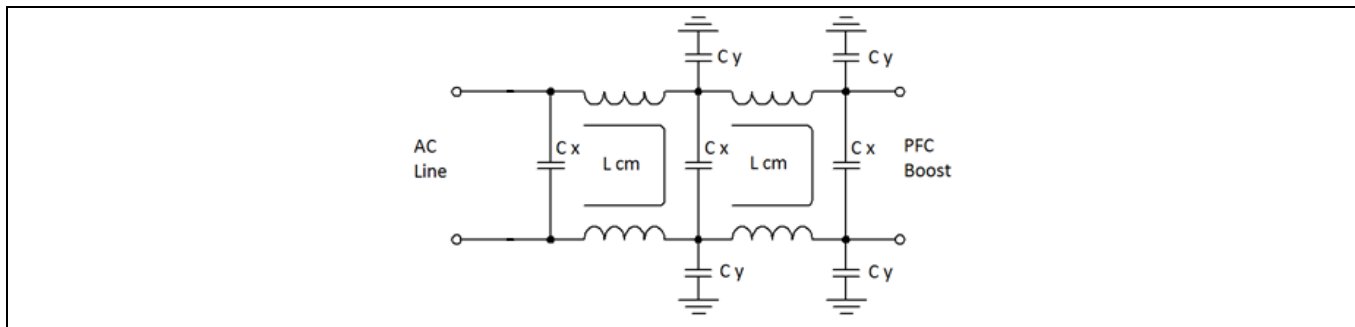 C y
C y
AC
Line
C x
L cm
C x
L cm
C x
PFC
Boost
C y
C y